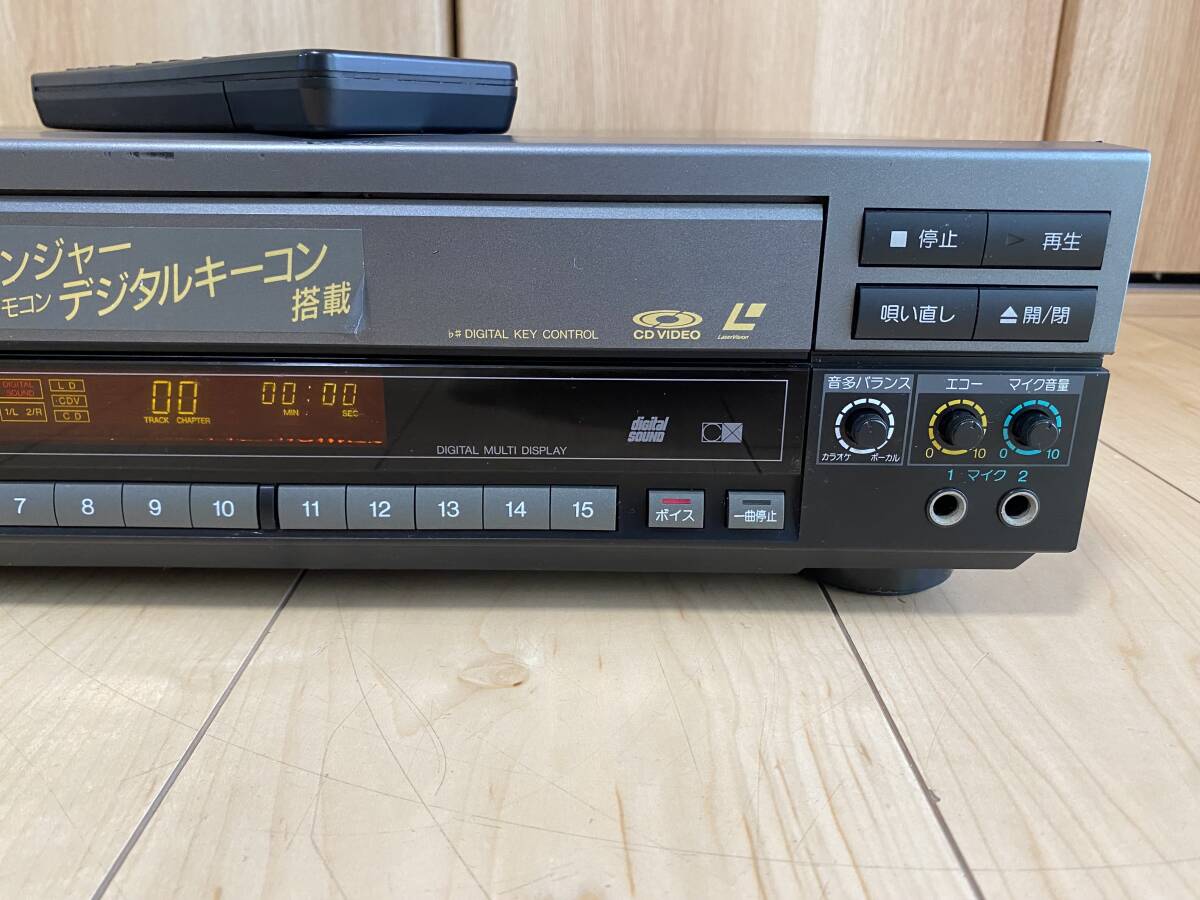 ンジャー
モコン デジタルキーコン
搭載
♭♯ DIGITAL KEY CONTROL
CD VIDEO
LaserVision
■ 停止
▷ 再生
唄い直し
⏏ 開/閉
DIGITAL SOUND
1/L 2/R
LD
CDV
CD
00
TRACK CHAPTER
00:00
MIN SEC
digital SOUND
DIGITAL MULTI DISPLAY
音多バランス
カラオケ ボーカル
エコー
0 10
マイク音量
0 10
1 マイク 2
7 8 9 10 11 12 13 14 15
ボイス
一曲停止